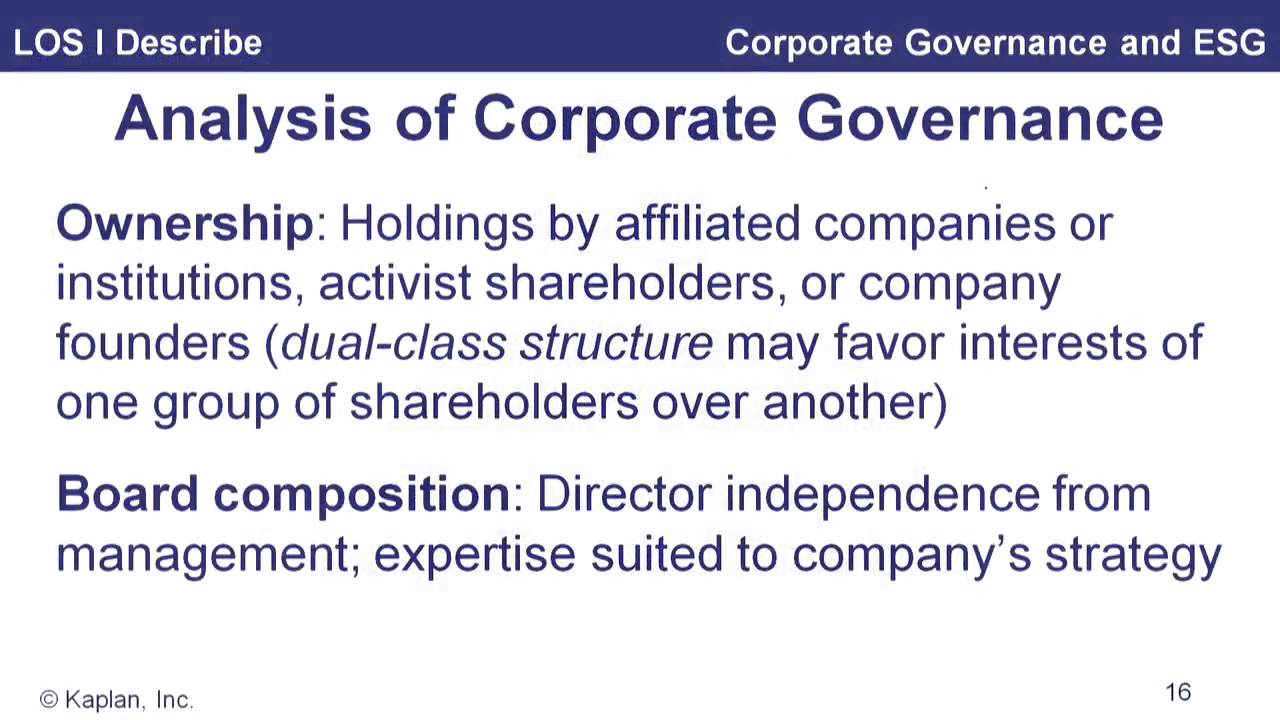 LOS I Describe
Corporate Governance and ESG
Analysis of Corporate Governance
Ownership: Holdings by affiliated companies or
institutions, activist shareholders, or company
founders (dual-class structure may favor interests of
one group of shareholders over another)
Board composition: Director independence from
management; expertise suited to company’s strategy
© Kaplan, Inc.
16